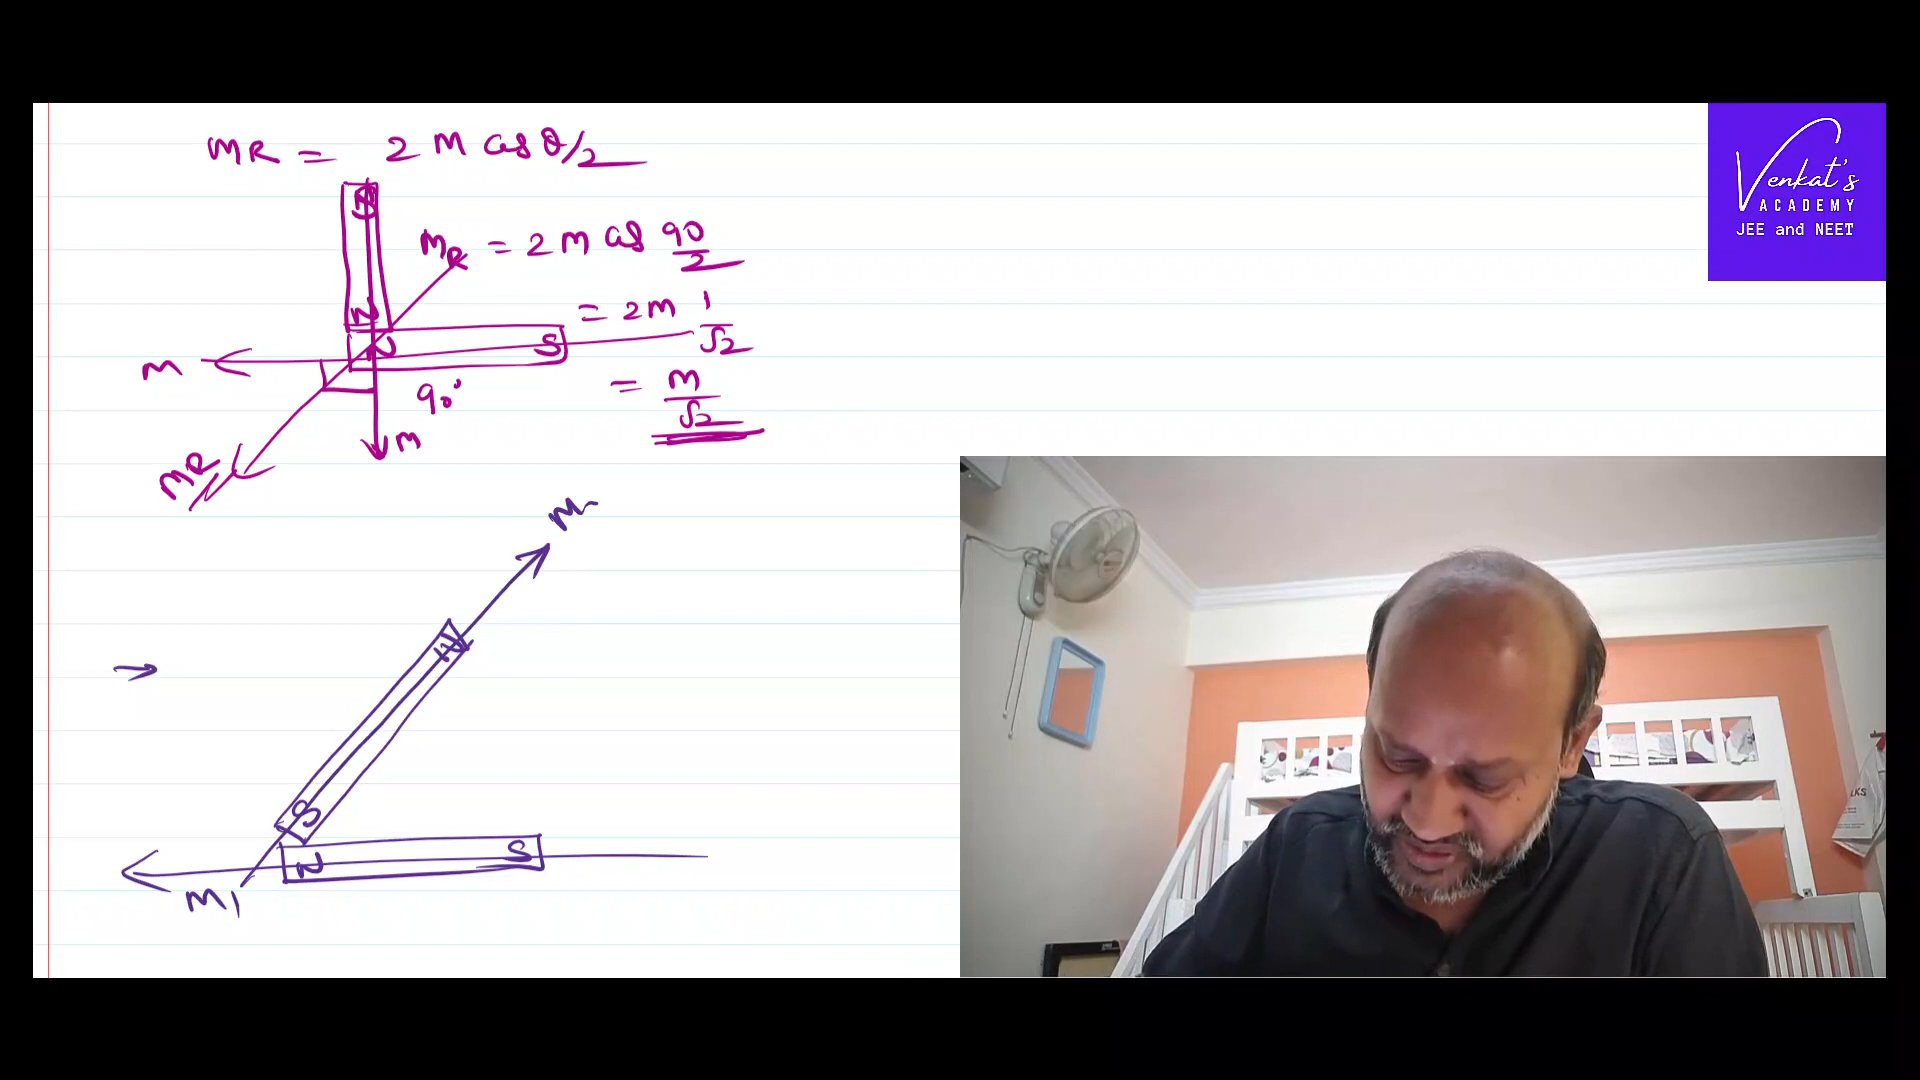 MR = 2 M cos θ/2
N
MR = 2 M cos 90/2
= 2M 1/√2
= M/√2
N
S
M
90°
M
MR
M
N
S
N
S
M1
Venkat's
ACADEMY
JEE and NEET